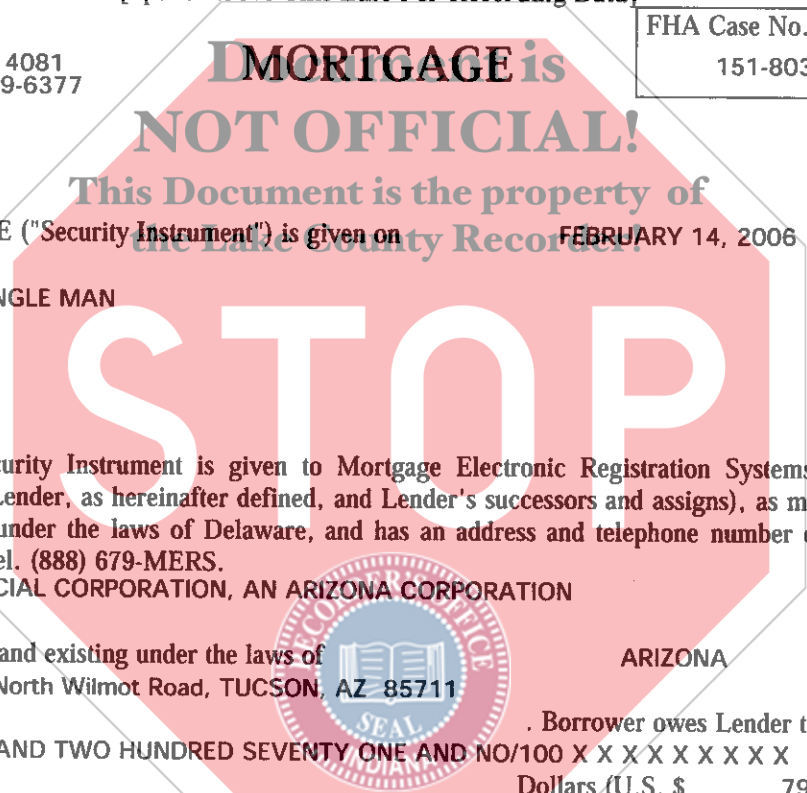 FHA Case No.
4081
MORTGAGE
151-803
9-6377
Document is
NOT OFFICIAL!
This Document is the property of
the Lake County Recorder!
E ("Security Instrument") is given on FEBRUARY 14, 2006
NGLE MAN
STOP
curity Instrument is given to Mortgage Electronic Registration Systems
Lender, as hereinafter defined, and Lender's successors and assigns), as m
under the laws of Delaware, and has an address and telephone number
el. (888) 679-MERS.
CIAL CORPORATION, AN ARIZONA CORPORATION
and existing under the laws of ARIZONA
North Wilmot Road, TUCSON, AZ 85711
. Borrower owes Lender t
AND TWO HUNDRED SEVENTY ONE AND NO/100 X X X X X X X X X
Dollars (U.S. $ 79
RECORDER'S OFFICE
SEAL
INDIANA